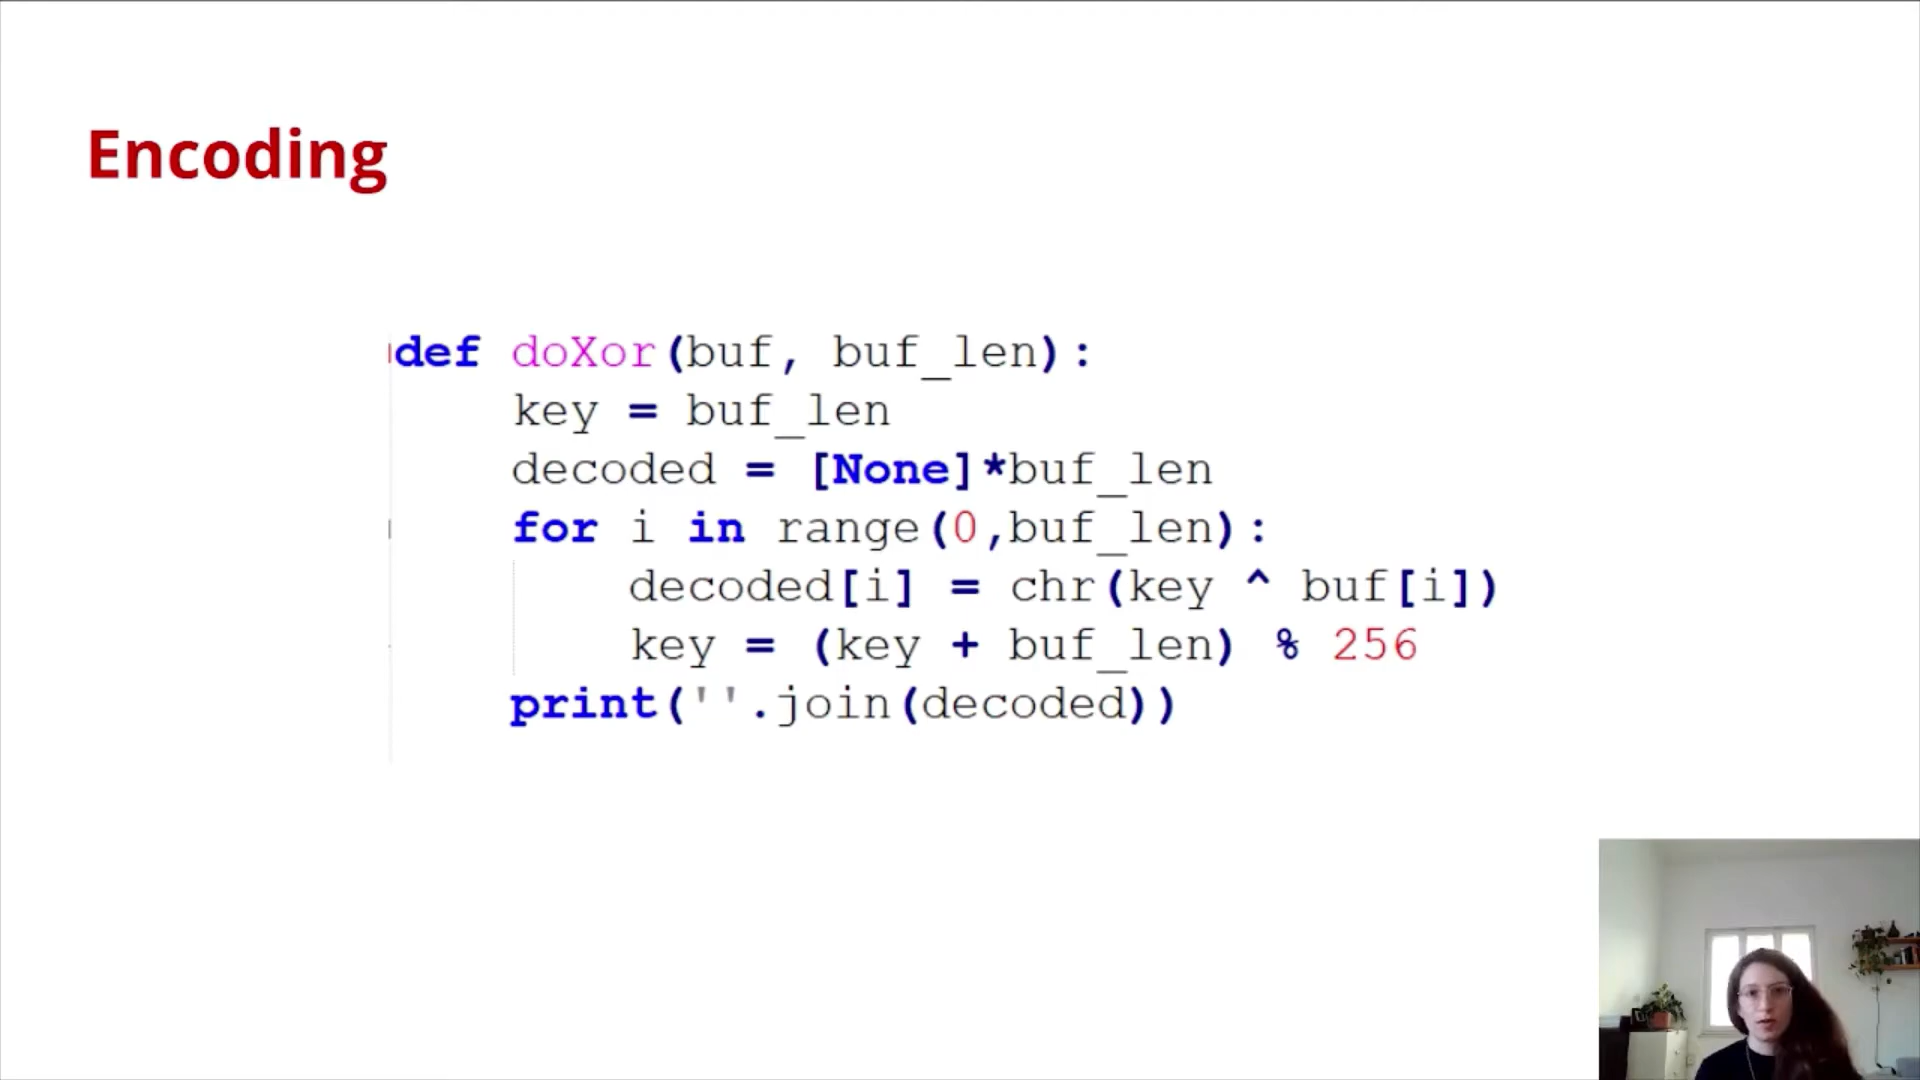 Encoding
def doXor(buf, buf_len):
    key = buf_len
    decoded = [None]*buf_len
    for i in range(0,buf_len):
        decoded[i] = chr(key ^ buf[i])
        key = (key + buf_len) % 256
    print(''.join(decoded))